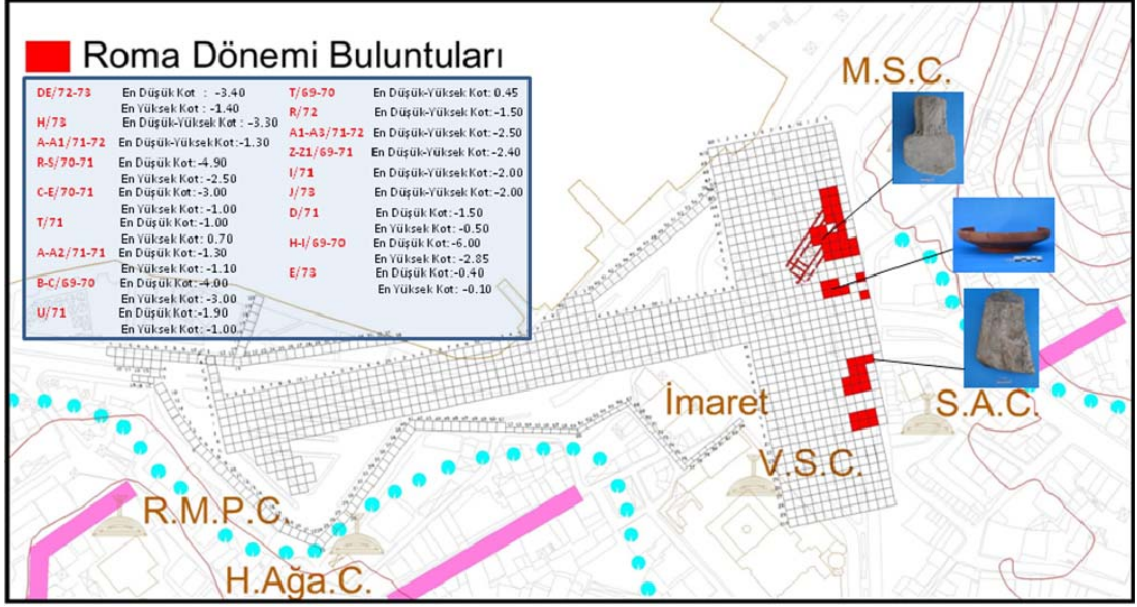 Roma Dönemi Buluntuları
DE/72-73 En Düşük Kot : -3.40
En Yüksek Kot : -1.40
H/73 En Düşük-Yüksek Kot : -3.30
A-A1/71-72 En Düşük-Yüksek Kot:-1.30
R-S/70-71 En Düşük Kot:-4.90
En Yüksek Kot: -2.50
C-E/70-71 En Düşük Kot:-3.00
En Yüksek Kot: -1.00
T/71 En Düşük Kot:-1.00
En Yüksek Kot: 0.70
A-A2/71-71 En Düşük Kot:-1.30
En Yüksek Kot: -1.10
B-C/69-70 En Düşük Kot:-4.00
En Yüksek Kot:-3.00
U/71 En Düşük Kot:-1.90
En Yüksek Kot:-1.00
T/69-70 En Düşük-Yüksek Kot: 0.45
R/72 En Düşük-Yüksek Kot:-1.50
A1-A3/71-72 En Düşük-Yüksek Kot:-2.50
Z-Z1/69-71 En Düşük-Yüksek Kot:-2.40
I/71 En Düşük-Yüksek Kot:-2.00
J/73 En Düşük-Yüksek Kot:-2.00
D/71 En Düşük Kot:-1.50
En Yüksek Kot: -0.50
H-I/69-70 En Düşük Kot:-6.00
En Yüksek Kot: -2.85
E/73 En Düşük Kot:-0.40
En Yüksek Kot: -0.10
M.S.C.
İmaret
S.A.C.
V.S.C.
R.M.P.C.
H.Ağa.C.